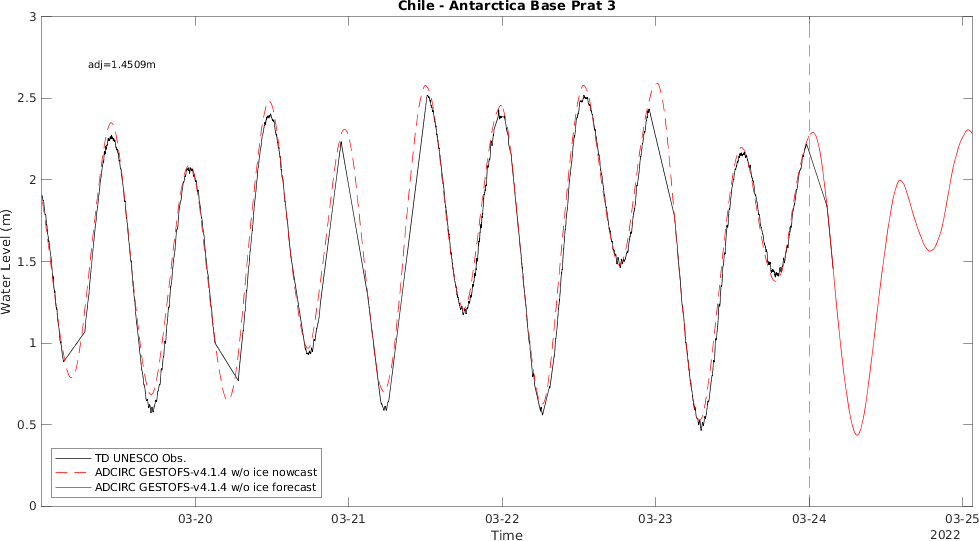 Chile - Antarctica Base Prat 3
3
adj=1.4509m
2.5
2
1.5
1
0.5
0
Water Level (m)
TD UNESCO Obs.
ADCIRC GESTOFS-v4.1.4 w/o ice nowcast
ADCIRC GESTOFS-v4.1.4 w/o ice forecast
03-20 03-21 03-22 03-23 03-24 03-25
Time
2022